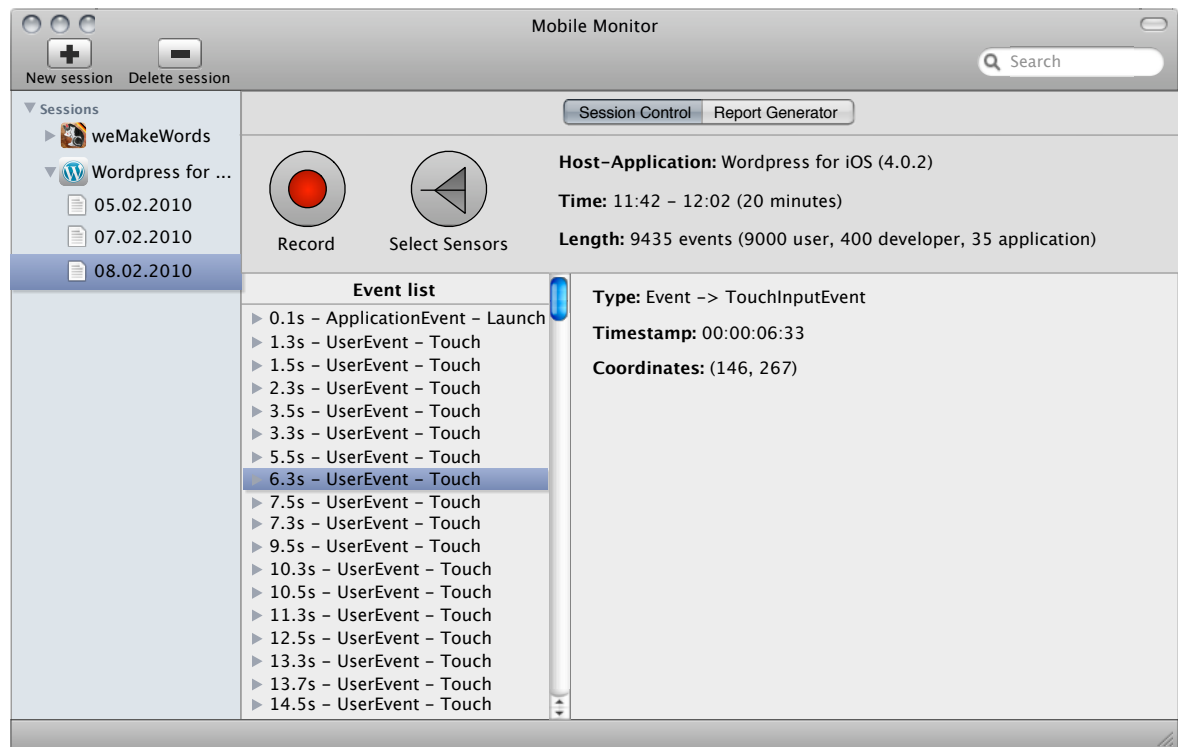 Mobile Monitor
New session Delete session
Search
Sessions
weMakeWords
Wordpress for ...
05.02.2010
07.02.2010
08.02.2010
Session Control Report Generator
Record Select Sensors
Host-Application: Wordpress for iOS (4.0.2)
Time: 11:42 – 12:02 (20 minutes)
Length: 9435 events (9000 user, 400 developer, 35 application)
Event list
0.1s – ApplicationEvent – Launch
1.3s – UserEvent – Touch
1.5s – UserEvent – Touch
2.3s – UserEvent – Touch
3.5s – UserEvent – Touch
3.3s – UserEvent – Touch
5.5s – UserEvent – Touch
6.3s – UserEvent – Touch
7.5s – UserEvent – Touch
7.3s – UserEvent – Touch
9.5s – UserEvent – Touch
10.3s – UserEvent – Touch
10.5s – UserEvent – Touch
11.3s – UserEvent – Touch
12.5s – UserEvent – Touch
13.3s – UserEvent – Touch
13.7s – UserEvent – Touch
14.5s – UserEvent – Touch
Type: Event –> TouchInputEvent
Timestamp: 00:00:06:33
Coordinates: (146, 267)